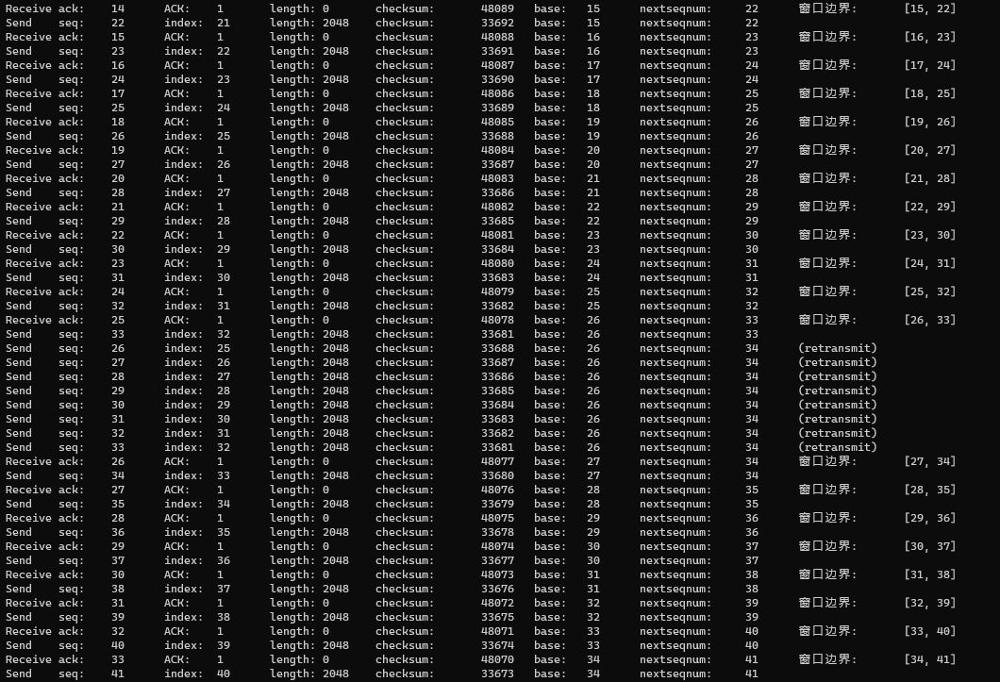 Receive ack: 14 ACK: 1 length: 0 checksum: 48089 base: 15 nextseqnum: 22 窗口边界: [15, 22]
Send seq: 22 index: 21 length: 2048 checksum: 33692 base: 15 nextseqnum: 22
Receive ack: 15 ACK: 1 length: 0 checksum: 48088 base: 16 nextseqnum: 23 窗口边界: [16, 23]
Send seq: 23 index: 22 length: 2048 checksum: 33691 base: 16 nextseqnum: 23
Receive ack: 16 ACK: 1 length: 0 checksum: 48087 base: 17 nextseqnum: 24 窗口边界: [17, 24]
Send seq: 24 index: 23 length: 2048 checksum: 33690 base: 17 nextseqnum: 24
Receive ack: 17 ACK: 1 length: 0 checksum: 48086 base: 18 nextseqnum: 25 窗口边界: [18, 25]
Send seq: 25 index: 24 length: 2048 checksum: 33689 base: 18 nextseqnum: 25
Receive ack: 18 ACK: 1 length: 0 checksum: 48085 base: 19 nextseqnum: 26 窗口边界: [19, 26]
Send seq: 26 index: 25 length: 2048 checksum: 33688 base: 19 nextseqnum: 26
Receive ack: 19 ACK: 1 length: 0 checksum: 48084 base: 20 nextseqnum: 27 窗口边界: [20, 27]
Send seq: 27 index: 26 length: 2048 checksum: 33687 base: 20 nextseqnum: 27
Receive ack: 20 ACK: 1 length: 0 checksum: 48083 base: 21 nextseqnum: 28 窗口边界: [21, 28]
Send seq: 28 index: 27 length: 2048 checksum: 33686 base: 21 nextseqnum: 28
Receive ack: 21 ACK: 1 length: 0 checksum: 48082 base: 22 nextseqnum: 29 窗口边界: [22, 29]
Send seq: 29 index: 28 length: 2048 checksum: 33685 base: 22 nextseqnum: 29
Receive ack: 22 ACK: 1 length: 0 checksum: 48081 base: 23 nextseqnum: 30 窗口边界: [23, 30]
Send seq: 30 index: 29 length: 2048 checksum: 33684 base: 23 nextseqnum: 30
Receive ack: 23 ACK: 1 length: 0 checksum: 48080 base: 24 nextseqnum: 31 窗口边界: [24, 31]
Send seq: 31 index: 30 length: 2048 checksum: 33683 base: 24 nextseqnum: 31
Receive ack: 24 ACK: 1 length: 0 checksum: 48079 base: 25 nextseqnum: 32 窗口边界: [25, 32]
Send seq: 32 index: 31 length: 2048 checksum: 33682 base: 25 nextseqnum: 32
Receive ack: 25 ACK: 1 length: 0 checksum: 48078 base: 26 nextseqnum: 33 窗口边界: [26, 33]
Send seq: 33 index: 32 length: 2048 checksum: 33681 base: 26 nextseqnum: 33
Send seq: 26 index: 25 length: 2048 checksum: 33688 base: 26 nextseqnum: 34 (retransmit)
Send seq: 27 index: 26 length: 2048 checksum: 33687 base: 26 nextseqnum: 34 (retransmit)
Send seq: 28 index: 27 length: 2048 checksum: 33686 base: 26 nextseqnum: 34 (retransmit)
Send seq: 29 index: 28 length: 2048 checksum: 33685 base: 26 nextseqnum: 34 (retransmit)
Send seq: 30 index: 29 length: 2048 checksum: 33684 base: 26 nextseqnum: 34 (retransmit)
Send seq: 31 index: 30 length: 2048 checksum: 33683 base: 26 nextseqnum: 34 (retransmit)
Send seq: 32 index: 31 length: 2048 checksum: 33682 base: 26 nextseqnum: 34 (retransmit)
Send seq: 33 index: 32 length: 2048 checksum: 33681 base: 26 nextseqnum: 34 (retransmit)
Receive ack: 26 ACK: 1 length: 0 checksum: 48077 base: 27 nextseqnum: 34 窗口边界: [27, 34]
Send seq: 34 index: 33 length: 2048 checksum: 33680 base: 27 nextseqnum: 34
Receive ack: 27 ACK: 1 length: 0 checksum: 48076 base: 28 nextseqnum: 35 窗口边界: [28, 35]
Send seq: 35 index: 34 length: 2048 checksum: 33679 base: 28 nextseqnum: 35
Receive ack: 28 ACK: 1 length: 0 checksum: 48075 base: 29 nextseqnum: 36 窗口边界: [29, 36]
Send seq: 36 index: 35 length: 2048 checksum: 33678 base: 29 nextseqnum: 36
Receive ack: 29 ACK: 1 length: 0 checksum: 48074 base: 30 nextseqnum: 37 窗口边界: [30, 37]
Send seq: 37 index: 36 length: 2048 checksum: 33677 base: 30 nextseqnum: 37
Receive ack: 30 ACK: 1 length: 0 checksum: 48073 base: 31 nextseqnum: 38 窗口边界: [31, 38]
Send seq: 38 index: 37 length: 2048 checksum: 33676 base: 31 nextseqnum: 38
Receive ack: 31 ACK: 1 length: 0 checksum: 48072 base: 32 nextseqnum: 39 窗口边界: [32, 39]
Send seq: 39 index: 38 length: 2048 checksum: 33675 base: 32 nextseqnum: 39
Receive ack: 32 ACK: 1 length: 0 checksum: 48071 base: 33 nextseqnum: 40 窗口边界: [33, 40]
Send seq: 40 index: 39 length: 2048 checksum: 33674 base: 33 nextseqnum: 40
Receive ack: 33 ACK: 1 length: 0 checksum: 48070 base: 34 nextseqnum: 41 窗口边界: [34, 41]
Send seq: 41 index: 40 length: 2048 checksum: 33673 base: 34 nextseqnum: 41